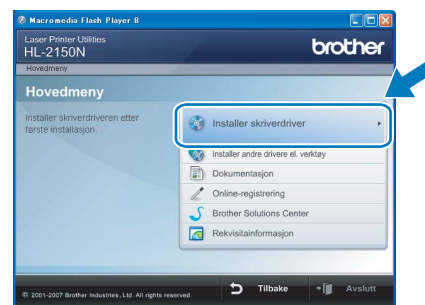 Macromedia Flash Player 8
Laser Printer Utilities
HL-2150N
brother
Hovedmeny
Hovedmeny
Installer skriverdriveren etter
første installasjon.
Installer skriverdriver
Installer andre drivere el. verktøy
Dokumentasjon
Online-registrering
Brother Solutions Center
Rekvisitainformasjon
© 2001-2007 Brother Industries, Ltd. All rights reserved
Tilbake
Avslutt